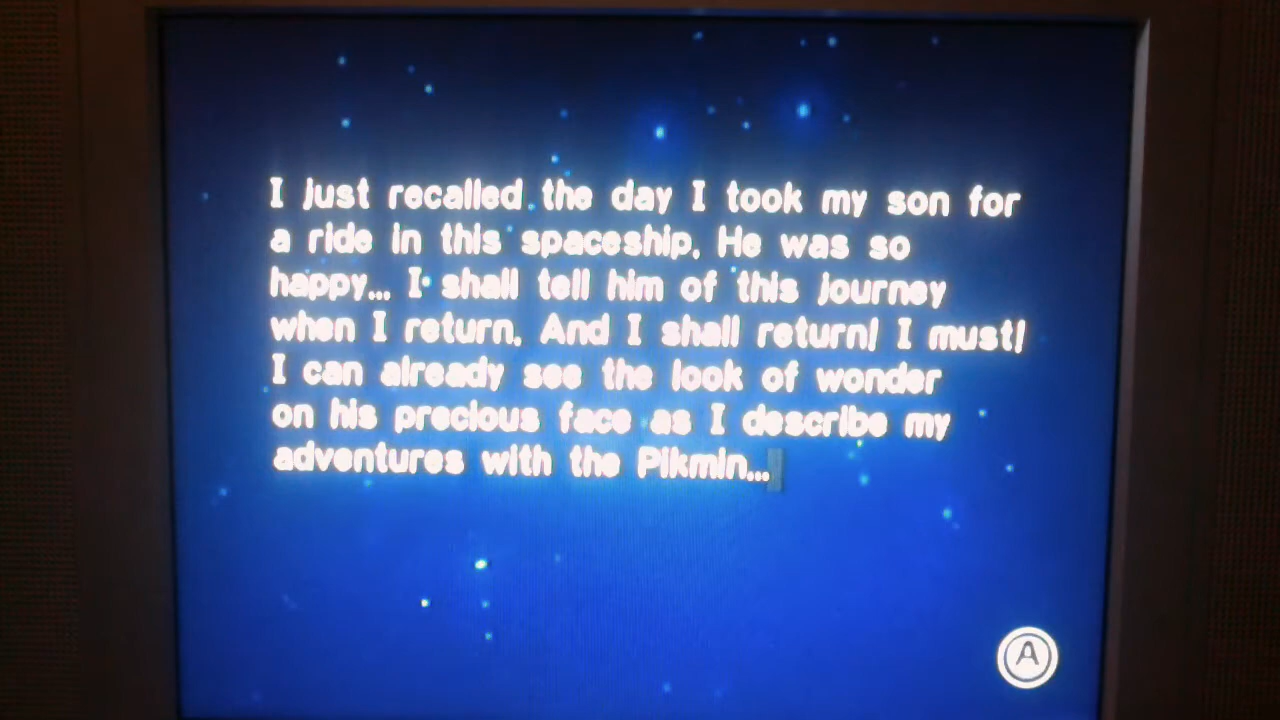 I just recalled the day I took my son for
a ride in this spaceship. He was so
happy... I shall tell him of this journey
when I return. And I shall return! I must!
I can already see the look of wonder
on his precious face as I describe my
adventures with the Pikmin...
A